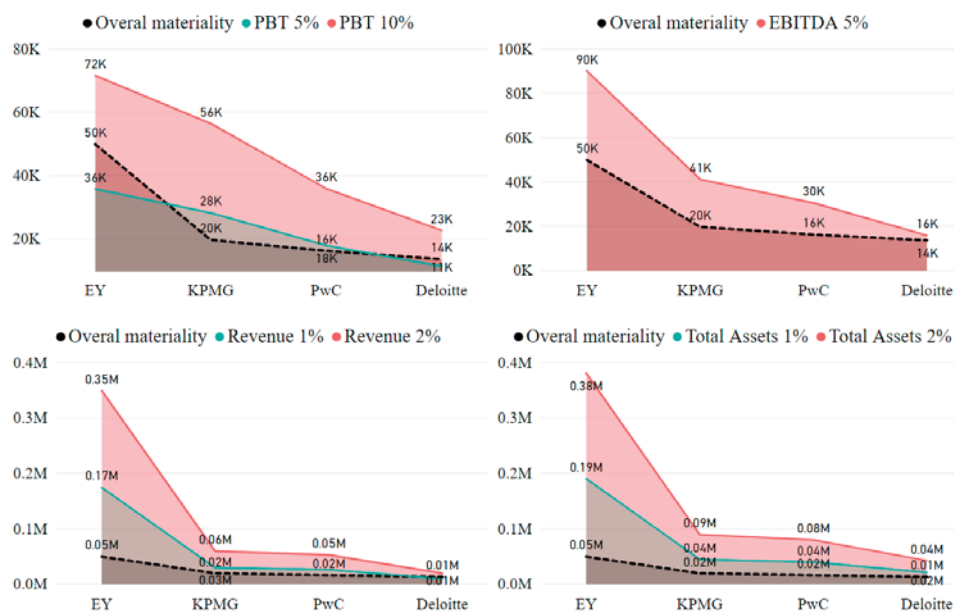 Overal materiality PBT 5% PBT 10%
80K
60K
40K
20K
72K
50K
36K
56K
28K
20K
36K
16K
18K
23K
14K
11K
EY KPMG PwC Deloitte
Overal materiality EBITDA 5%
100K
80K
60K
40K
20K
0K
90K
50K
41K
20K
30K
16K
16K
14K
EY KPMG PwC Deloitte
Overal materiality Revenue 1% Revenue 2%
0.4M
0.3M
0.2M
0.1M
0.0M
0.35M
0.17M
0.05M
0.06M
0.02M
0.03M
0.05M
0.02M
0.01M
0.01M
EY KPMG PwC Deloitte
Overal materiality Total Assets 1% Total Assets 2%
0.4M
0.3M
0.2M
0.1M
0.0M
0.38M
0.19M
0.05M
0.09M
0.04M
0.02M
0.08M
0.04M
0.02M
0.04M
0.01M
0.02M
EY KPMG PwC Deloitte